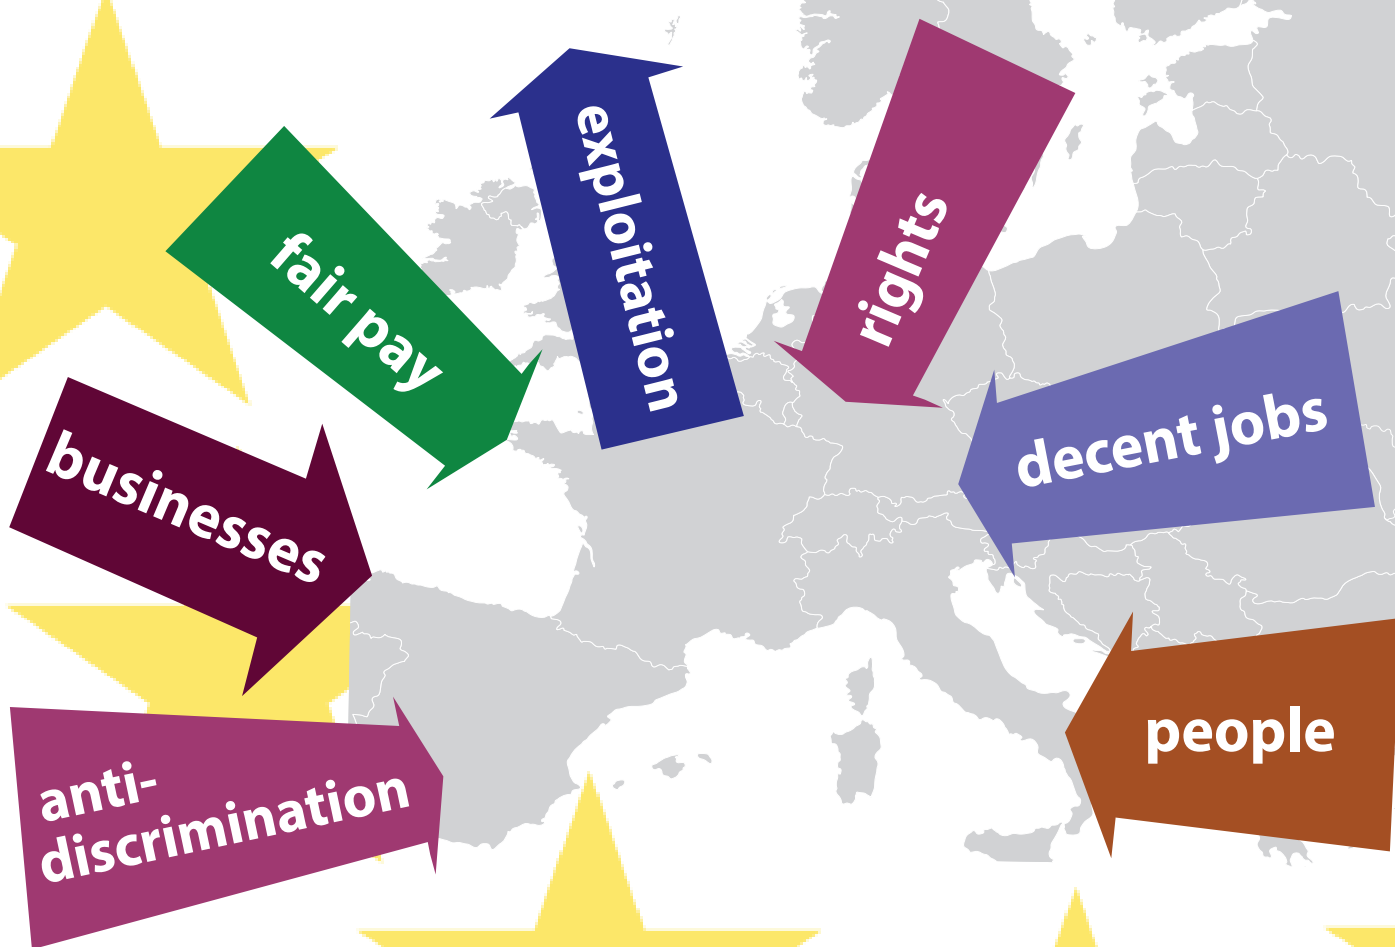 exploitation
rights
fair pay
decent jobs
businesses
people
anti-
discrimination